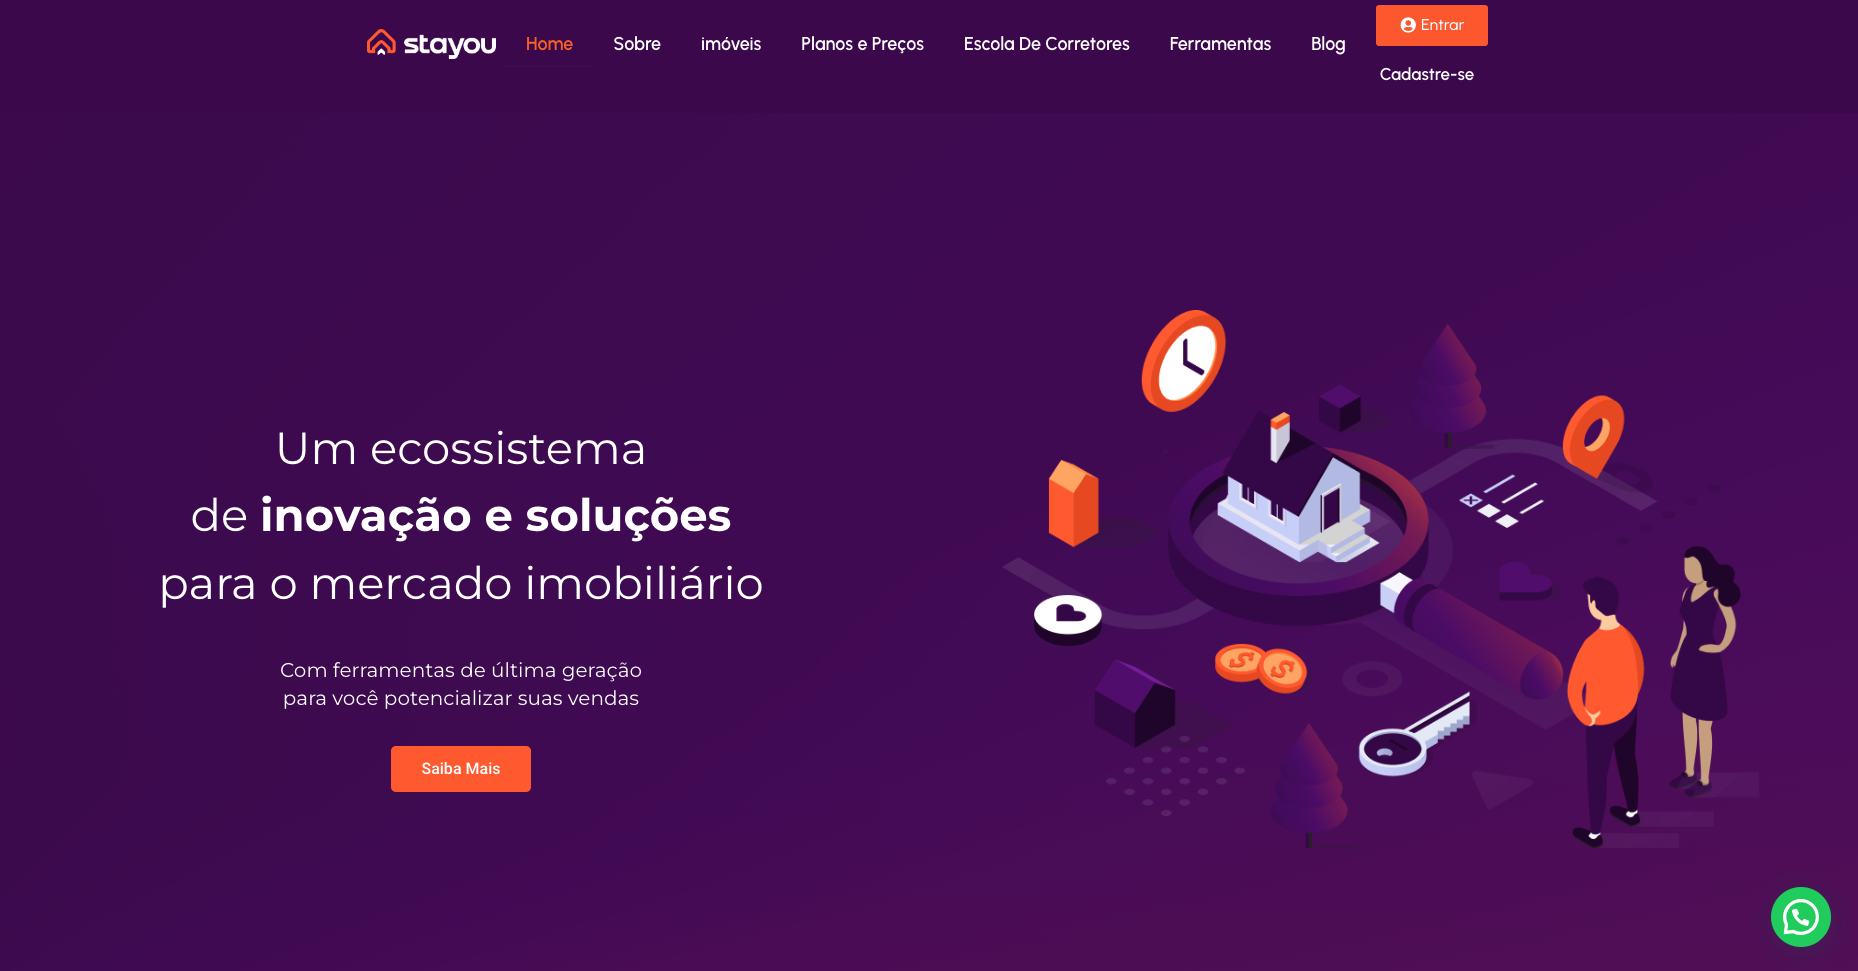 stayou
Home
Sobre
imóveis
Planos e Preços
Escola De Corretores
Ferramentas
Blog
Entrar
Cadastre-se
Um ecossistema
de inovação e soluções
para o mercado imobiliário
Com ferramentas de última geração
para você potencializar suas vendas
Saiba Mais